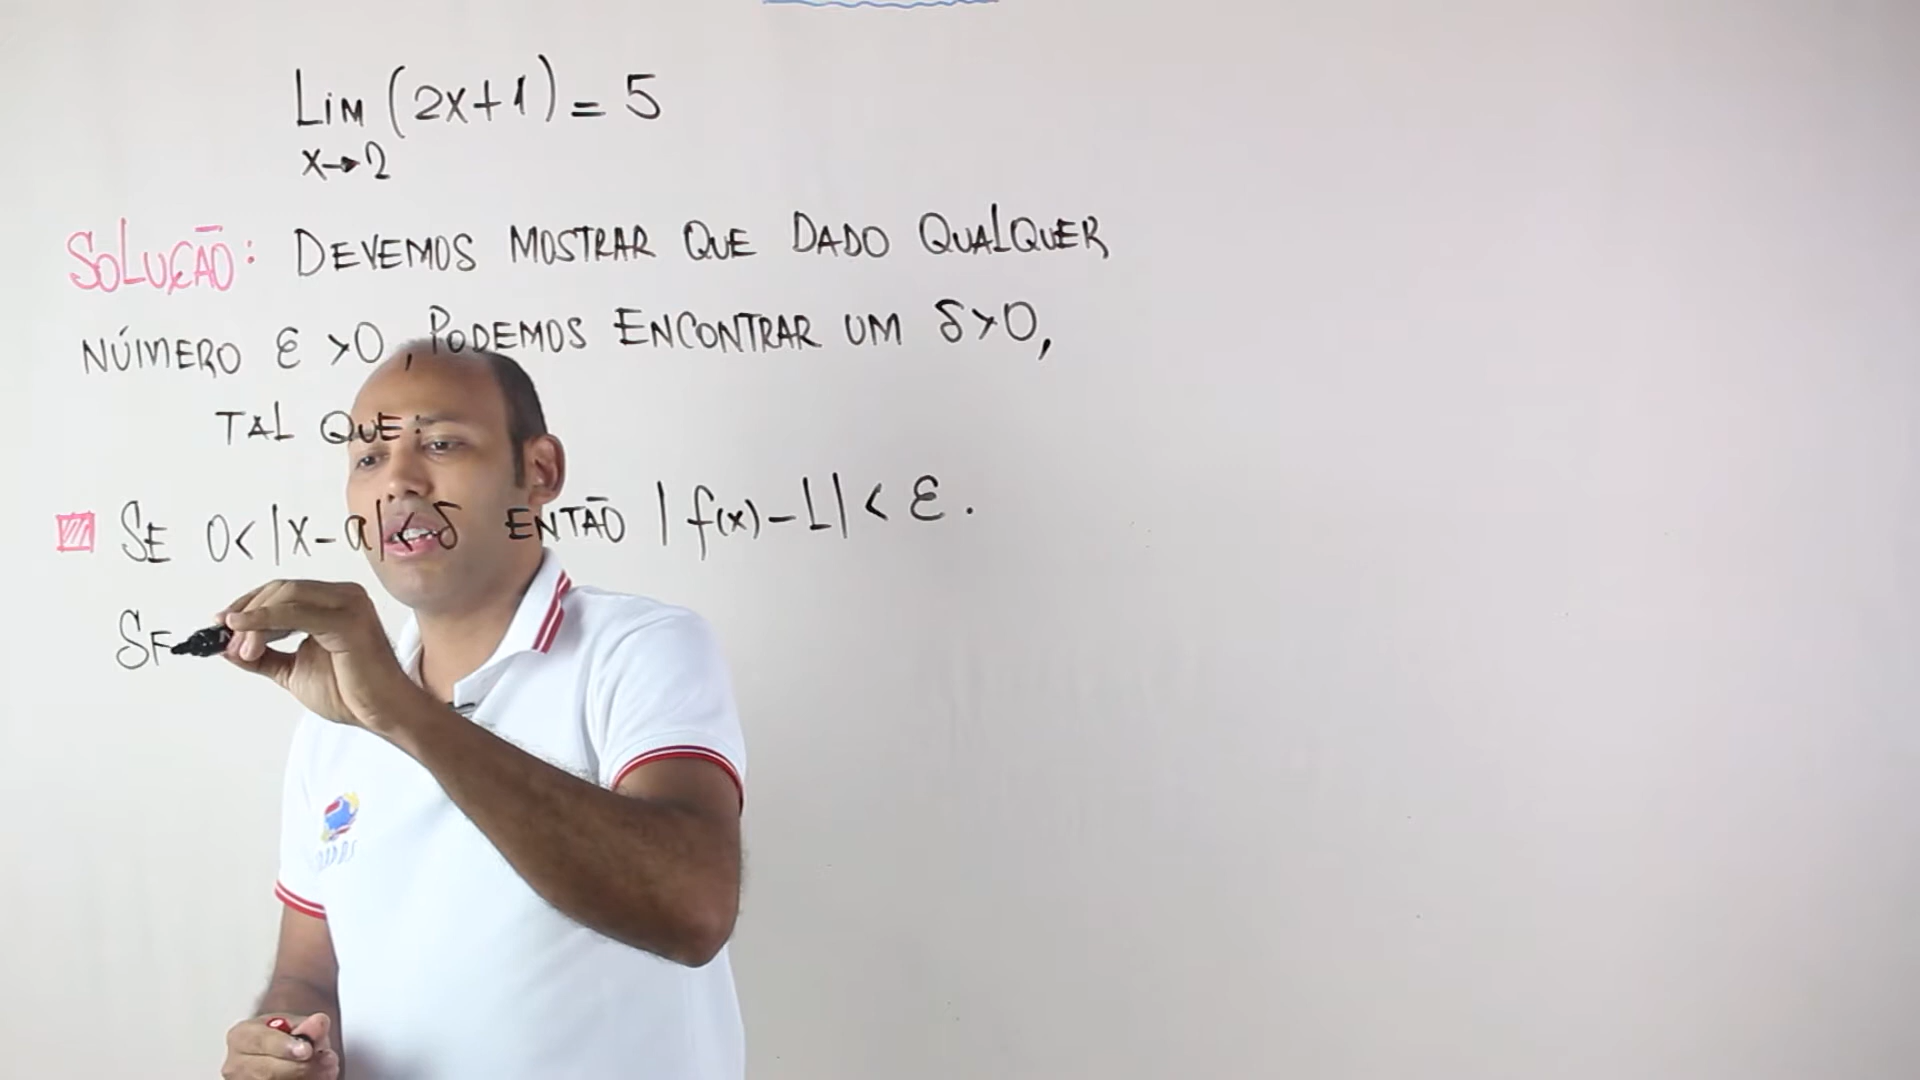 Lim (2x+1) = 5
x→2
SOLUÇÃO: DEVEMOS MOSTRAR QUE DADO QUALQUER
NÚMERO ε >0, PODEMOS ENCONTRAR UM δ>0,
TAL QUE:
SE 0< |x-a| < δ ENTÃO | f(x) - L | < ε.
SE